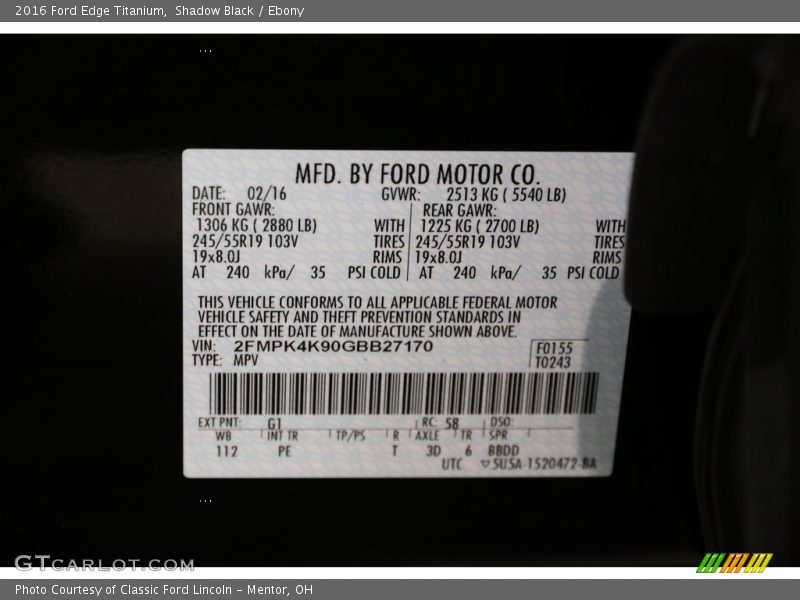 2016 Ford Edge Titanium, Shadow Black / Ebony
MFD. BY FORD MOTOR CO.
DATE: 02/16 GVWR: 2513 KG ( 5540 LB)
FRONT GAWR: REAR GAWR:
1306 KG ( 2880 LB) WITH 1225 KG ( 2700 LB) WITH
245/55R19 103V TIRES 245/55R19 103V TIRES
19x8.0J RIMS 19x8.0J RIMS
AT 240 kPa/ 35 PSI COLD AT 240 kPa/ 35 PSI COLD
THIS VEHICLE CONFORMS TO ALL APPLICABLE FEDERAL MOTOR
VEHICLE SAFETY AND THEFT PREVENTION STANDARDS IN
EFFECT ON THE DATE OF MANUFACTURE SHOWN ABOVE.
VIN: 2FMPK4K90GBB27170 F0155
TYPE: MPV T0243
EXT PNT: G1 RC: 58 DSO:
WB INT TR TP/PS R AXLE TR SPR
112 PE T 3D 6 BBDD
UTC ▽5U5A-1520472-BA
GTCARLOT.COM
Photo Courtesy of Classic Ford Lincoln - Mentor, OH